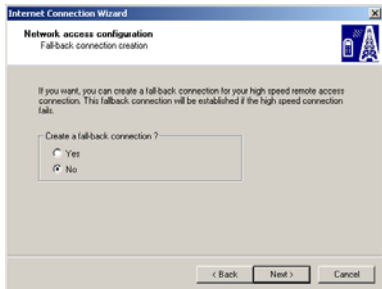 Internet Connection Wizard
Network access configuration
Fall-back connection creation
If you want, you can create a fall-back connection for your high speed remote access
connection. This fallback connection will be established if the high speed connection
fails.
Create a fall-back connection ?
Yes
No
< Back Next > Cancel